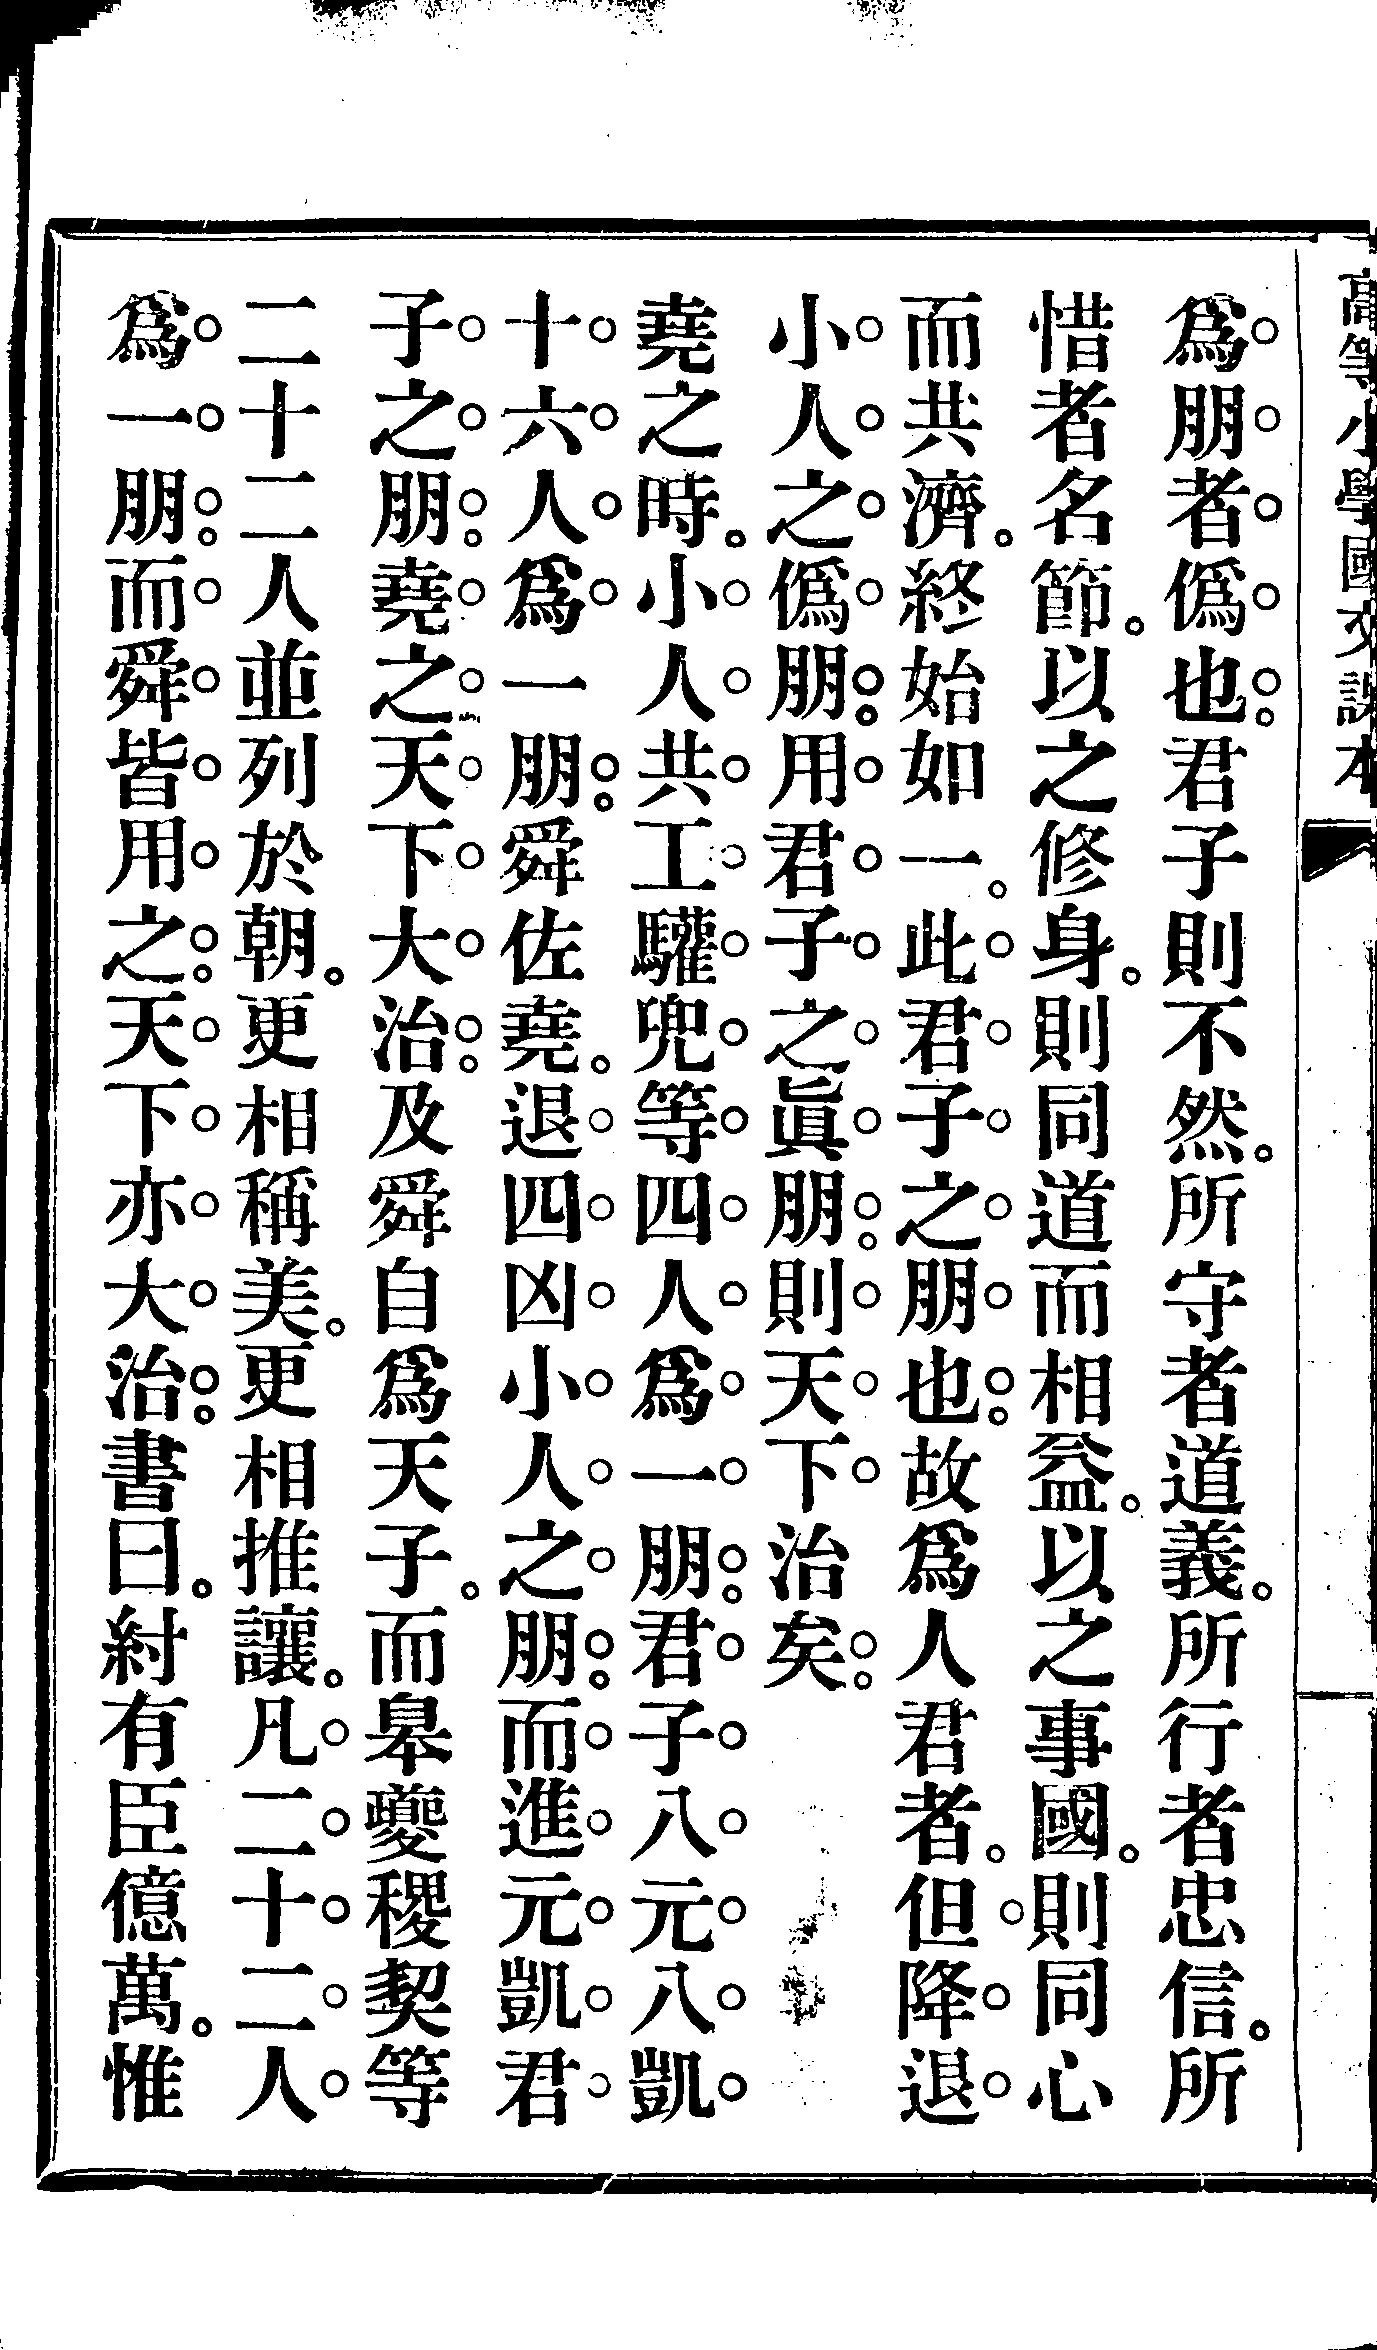 高等小學國文課本
爲朋者僞也君子則不然。所守者道義。所行者忠信。所
惜者名節。以之修身。則同道而相益。以之事國。則同心
而共濟。終始如一。此君子之朋也。故爲人君者。但降退
小人之僞朋。用君子之眞朋。則天下治矣。
堯之時。小人共工驩兜等四人爲一朋。君子八元八凱
十六人爲一朋。舜佐堯。退四凶小人之朋。而進元凱君
子之朋。堯之天下大治。及舜自爲天子。而皋夔稷契等
二十二人並列於朝。更相稱美。更相推讓。凡二十二人
爲一朋。而舜皆用之。天下亦大治。書曰。紂有臣億萬。惟